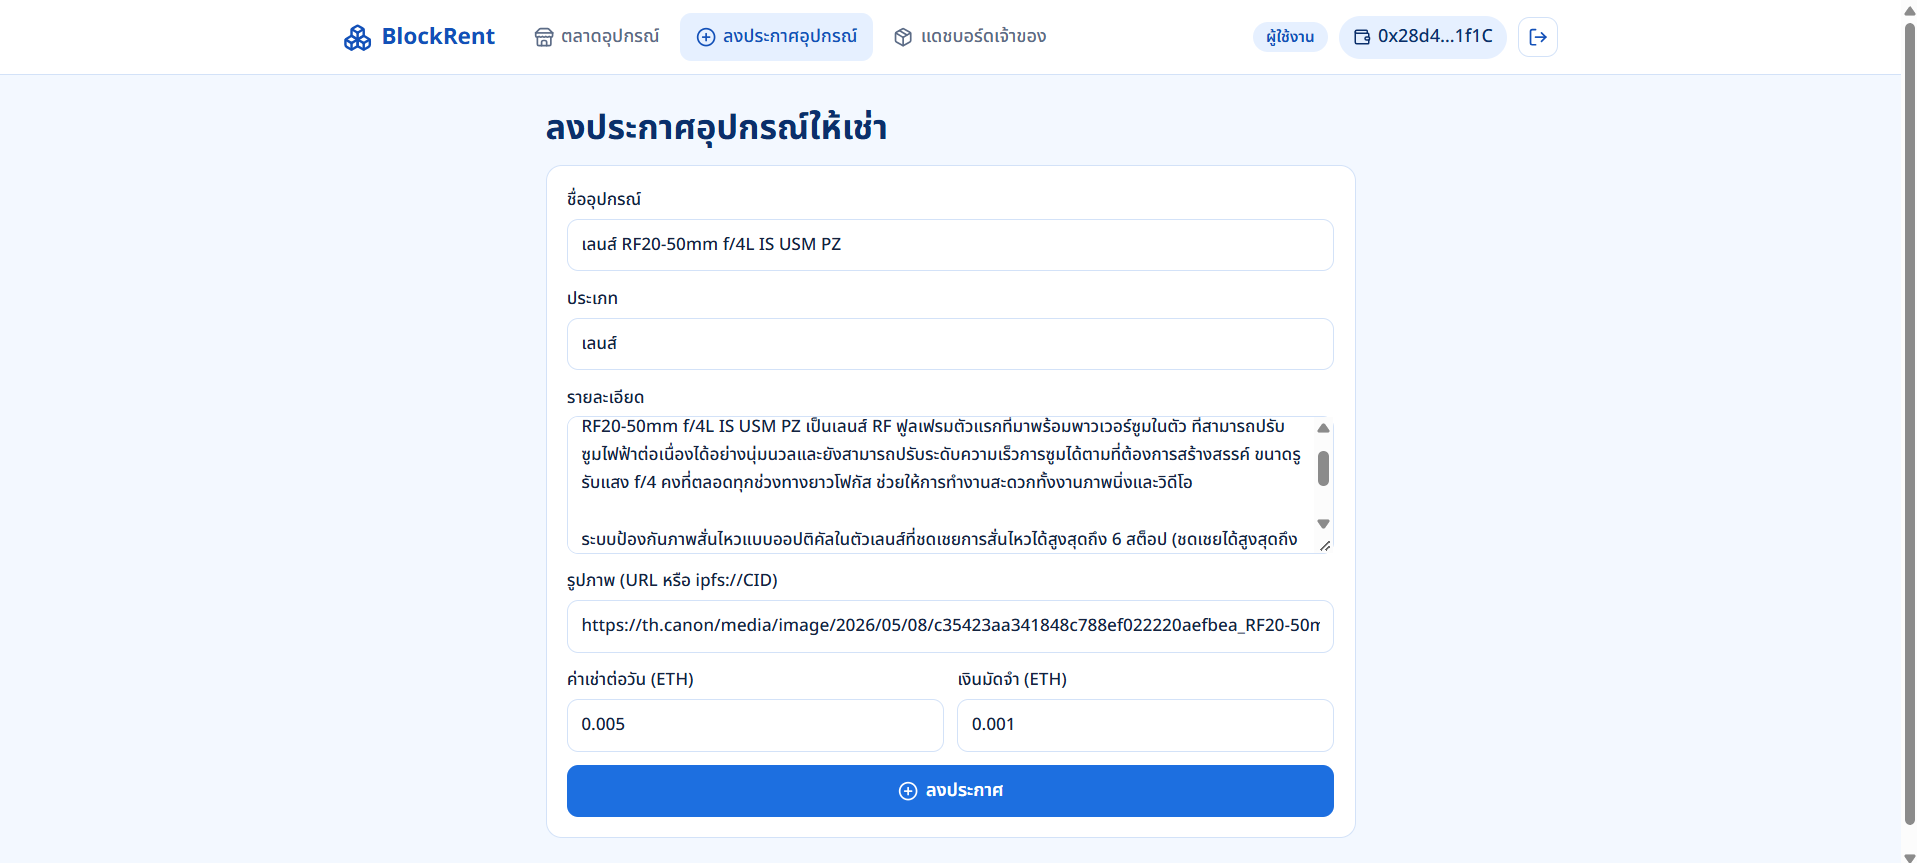 BlockRent
ตลาดอุปกรณ์
ลงประกาศอุปกรณ์
แดชบอร์ดเจ้าของ
ผู้ใช้งาน
0x28d4...1f1C
ลงประกาศอุปกรณ์ให้เช่า
ชื่ออุปกรณ์
เลนส์ RF20-50mm f/4L IS USM PZ
ประเภท
เลนส์
รายละเอียด
RF20-50mm f/4L IS USM PZ เป็นเลนส์ RF ฟูลเฟรมตัวแรกที่มาพร้อมพาวเวอร์ซูมในตัว ที่สามารถปรับ
ซูมไฟฟ้าต่อเนื่องได้อย่างนุ่มนวลและยังสามารถปรับระดับความเร็วการซูมได้ตามที่ต้องการสร้างสรรค์ ขนาดรู
รับแสง f/4 คงที่ตลอดทุกช่วงทางยาวโฟกัส ช่วยให้การทำงานสะดวกทั้งงานภาพนิ่งและวิดีโอ
ระบบป้องกันภาพสั่นไหวแบบออปติคัลในตัวเลนส์ที่ชดเชยการสั่นไหวได้สูงสุดถึง 6 สต็อป (ชดเชยได้สูงสุดถึง
รูปภาพ (URL หรือ ipfs://CID)
https://th.canon/media/image/2026/05/08/c35423aa341848c788ef022220aefbea_RF20-50m
ค่าเช่าต่อวัน (ETH)
เงินมัดจำ (ETH)
0.005
0.001
ลงประกาศ